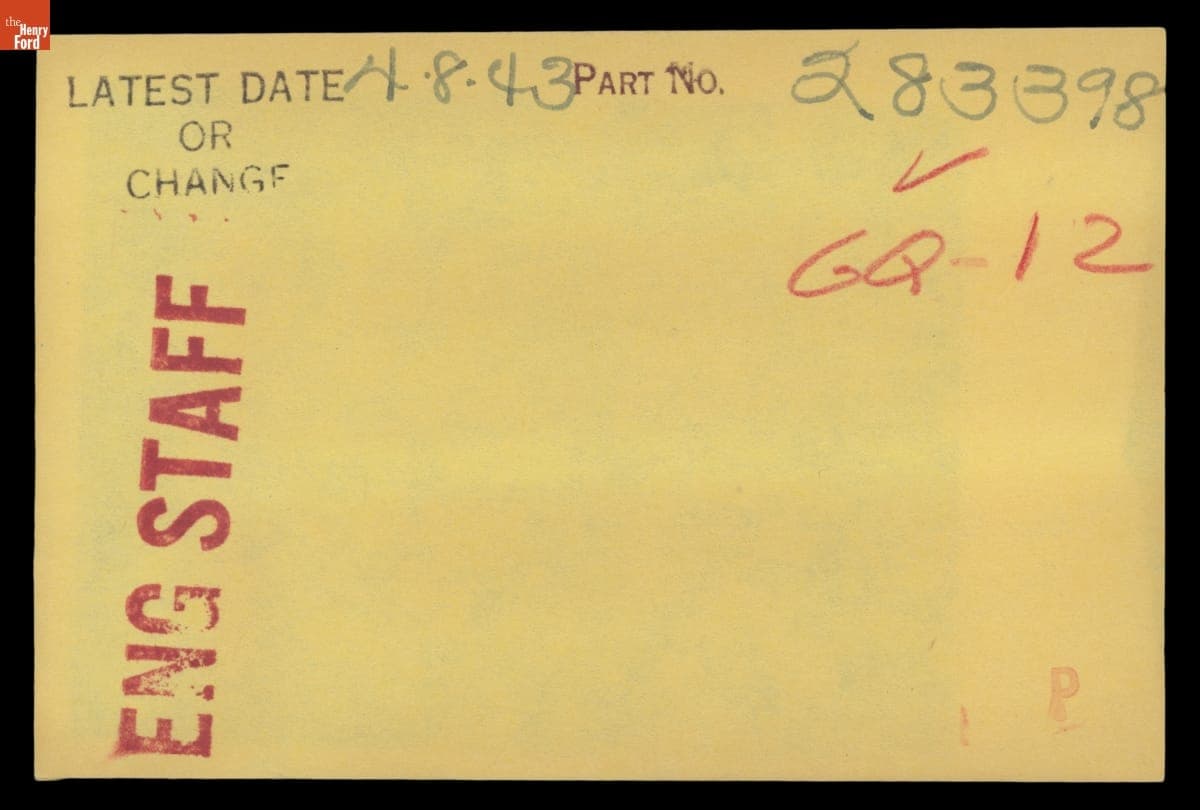 the
Henry
Ford
LATEST DATE 4.8.43 PART NO. 283398
OR
CHANGE
GQ-12
ENG STAFF
P